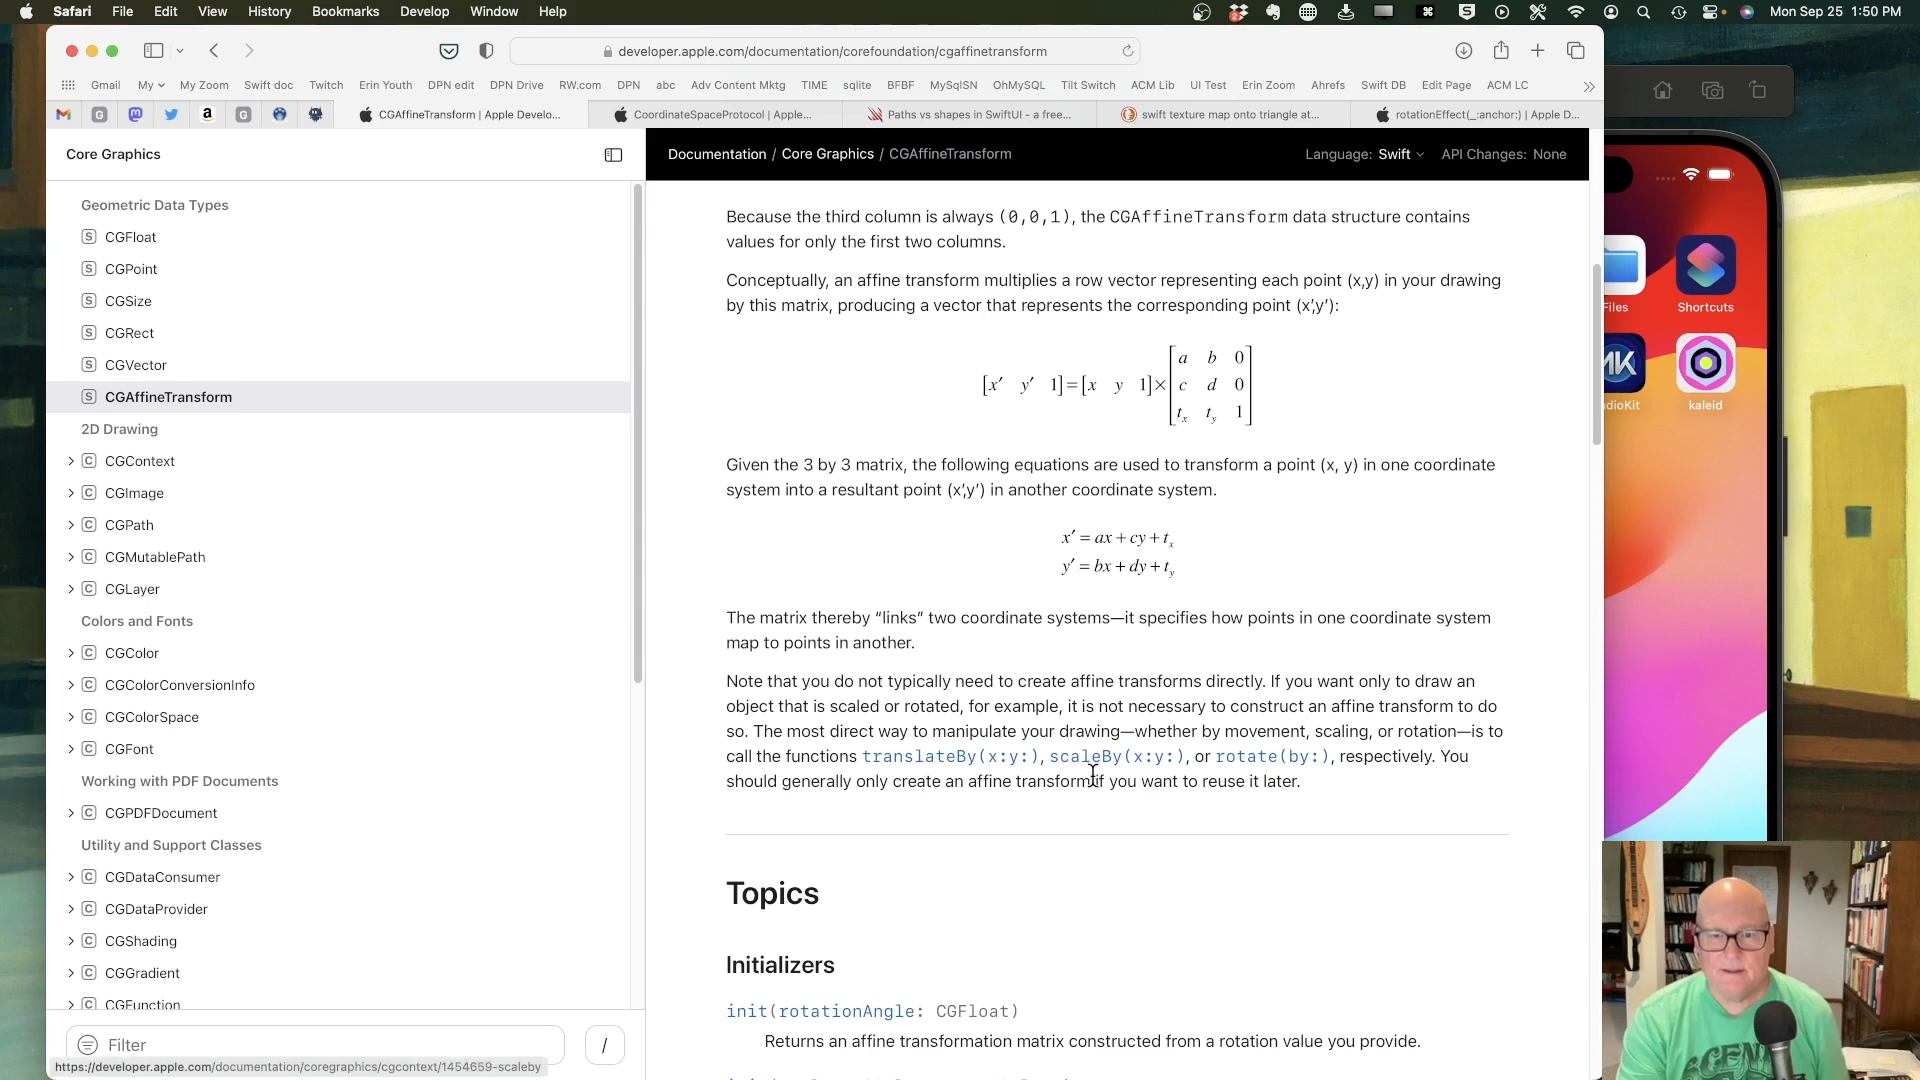 Safari File Edit View History Bookmarks Develop Window Help Mon Sep 25 1:50 PM
developer.apple.com/documentation/corefoundation/cgaffinetransform
Gmail My My Zoom Swift doc Twitch Erin Youth DPN edit DPN Drive RW.com DPN abc Adv Content Mktg TIME sqlite BFBF MySqlSN OhMySQL Tilt Switch ACM Lib UI Test Erin Zoom Ahrefs Swift DB Edit Page ACM LC
CGAffineTransform | Apple Develo... CoordinateSpaceProtocol | Apple... Paths vs shapes in SwiftUI - a free... swift texture map onto triangle at... rotationEffect(_:anchor:) | Apple D...
Core Graphics
Geometric Data Types
S CGFloat
S CGPoint
S CGSize
S CGRect
S CGVector
S CGAffineTransform
2D Drawing
C CGContext
C CGImage
C CGPath
C CGMutablePath
C CGLayer
Colors and Fonts
C CGColor
C CGColorConversionInfo
C CGColorSpace
C CGFont
Working with PDF Documents
C CGPDFDocument
Utility and Support Classes
C CGDataConsumer
C CGDataProvider
C CGShading
C CGGradient
C CGFunction
Filter /
https://developer.apple.com/documentation/coregraphics/cgcontext/1454659-scaleby
Documentation / Core Graphics / CGAffineTransform Language: Swift API Changes: None
Because the third column is always (0,0,1), the CGAffineTransform data structure contains
values for only the first two columns.
Conceptually, an affine transform multiplies a row vector representing each point (x,y) in your drawing
by this matrix, producing a vector that represents the corresponding point (x′,y′):
a b 0
[x′ y′ 1]=[x y 1]× c d 0
tx ty 1
Given the 3 by 3 matrix, the following equations are used to transform a point (x, y) in one coordinate
system into a resultant point (x′,y′) in another coordinate system.
x′ = ax + cy + tx
y′ = bx + dy + ty
The matrix thereby “links” two coordinate systems—it specifies how points in one coordinate system
map to points in another.
Note that you do not typically need to create affine transforms directly. If you want only to draw an
object that is scaled or rotated, for example, it is not necessary to construct an affine transform to do
so. The most direct way to manipulate your drawing—whether by movement, scaling, or rotation—is to
call the functions translateBy(x:y:), scaleBy(x:y:), or rotate(by:), respectively. You
should generally only create an affine transform if you want to reuse it later.
Topics
Initializers
init(rotationAngle: CGFloat)
Returns an affine transformation matrix constructed from a rotation value you provide.
Files Shortcuts
dioKit kaleid